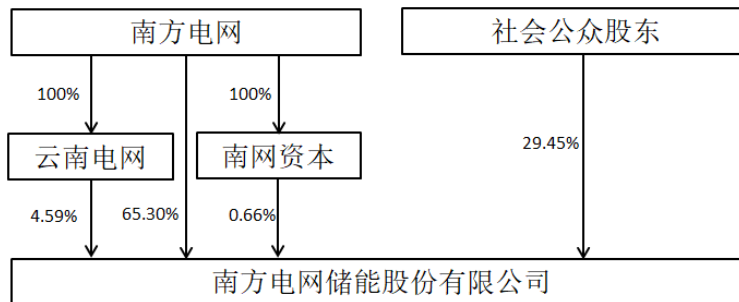 南方电网
社会公众股东
100%
100%
云南电网
南网资本
29.45%
4.59%
65.30%
0.66%
南方电网储能股份有限公司